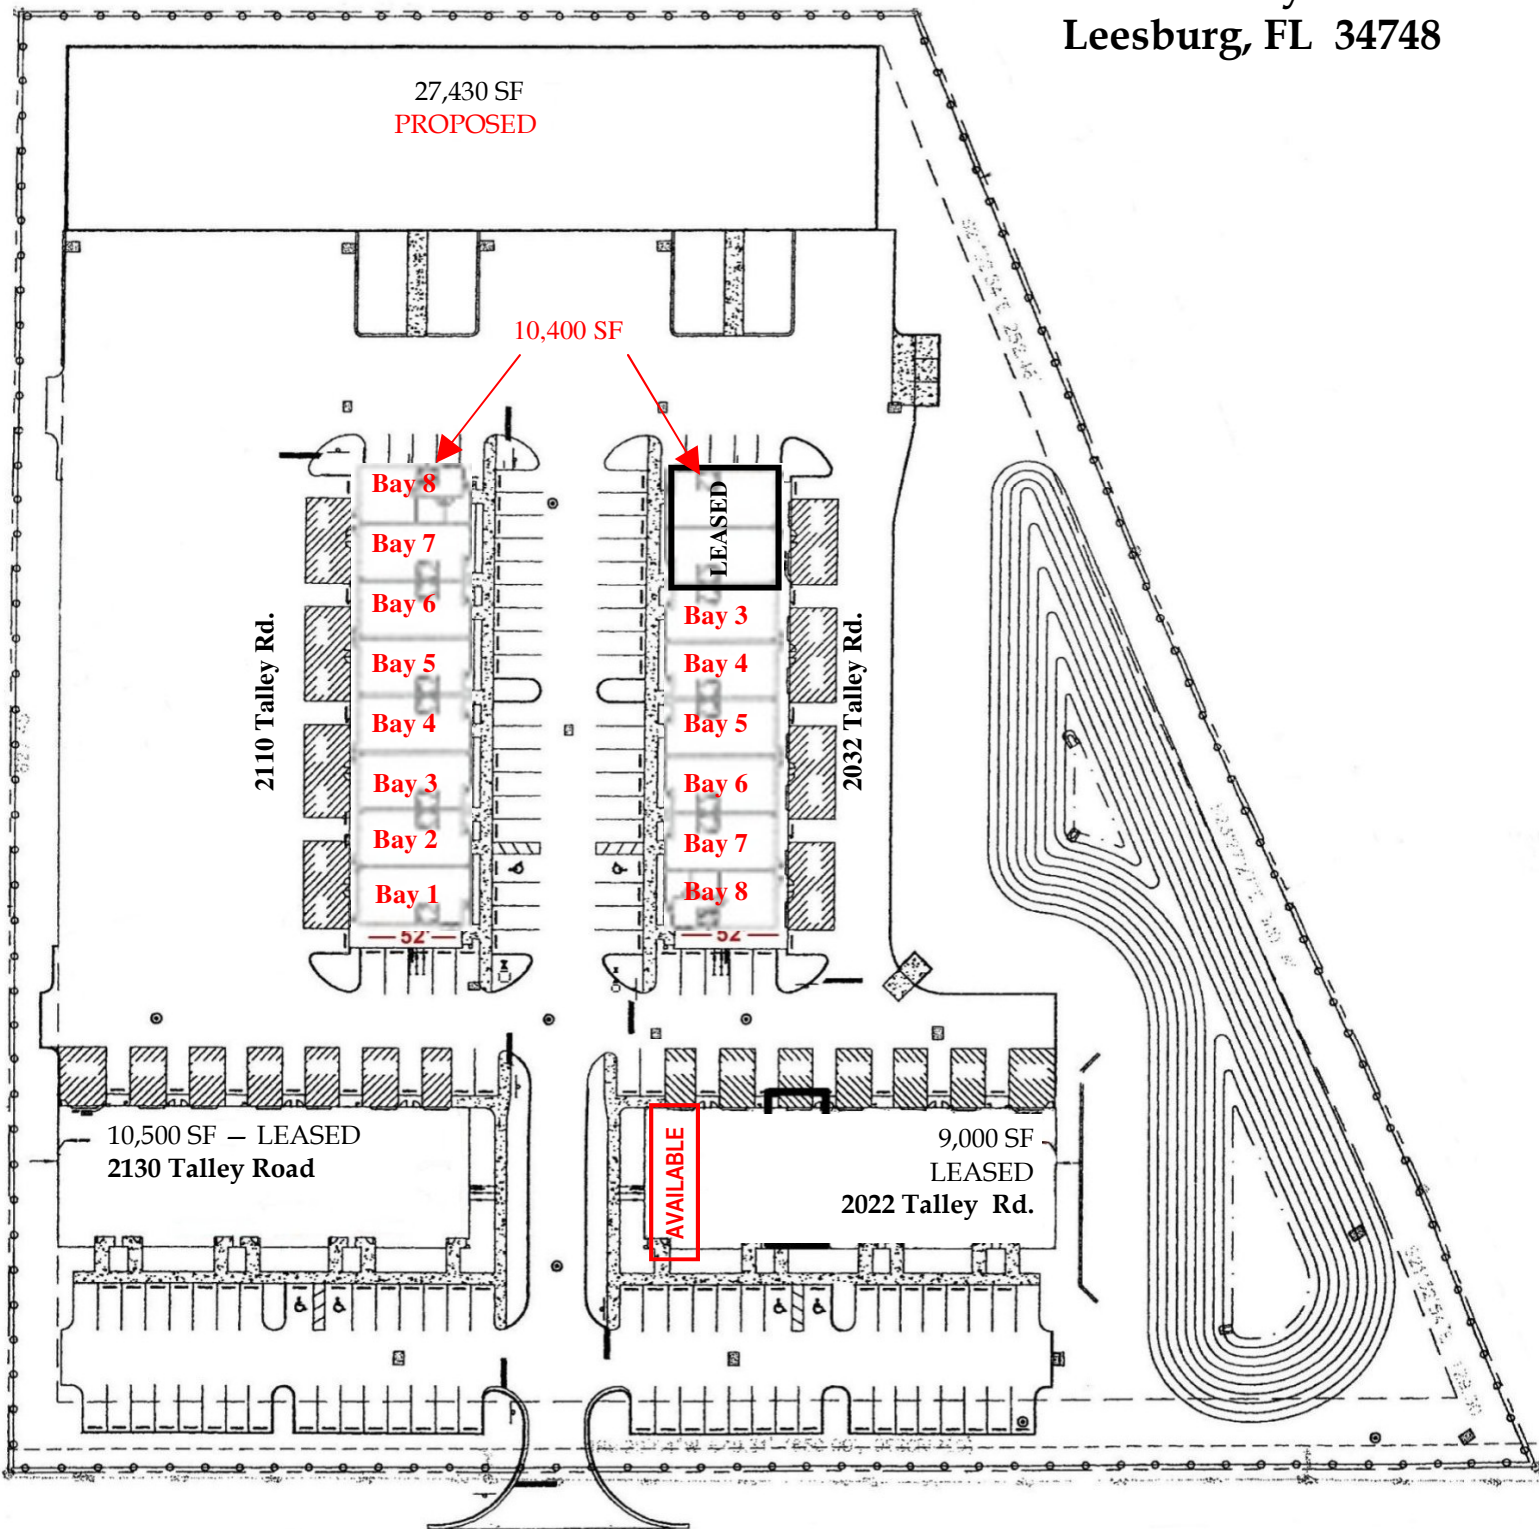 Leesburg, FL 34748
27,430 SF
PROPOSED
10,400 SF
Bay 8
Bay 7
Bay 6
Bay 5
Bay 4
Bay 3
Bay 2
Bay 1
52'
2110 Talley Rd.
LEASED
Bay 3
Bay 4
Bay 5
Bay 6
Bay 7
Bay 8
52'
2032 Talley Rd.
10,500 SF – LEASED
2130 Talley Road
AVAILABLE
9,000 SF
LEASED
2022 Talley Rd.